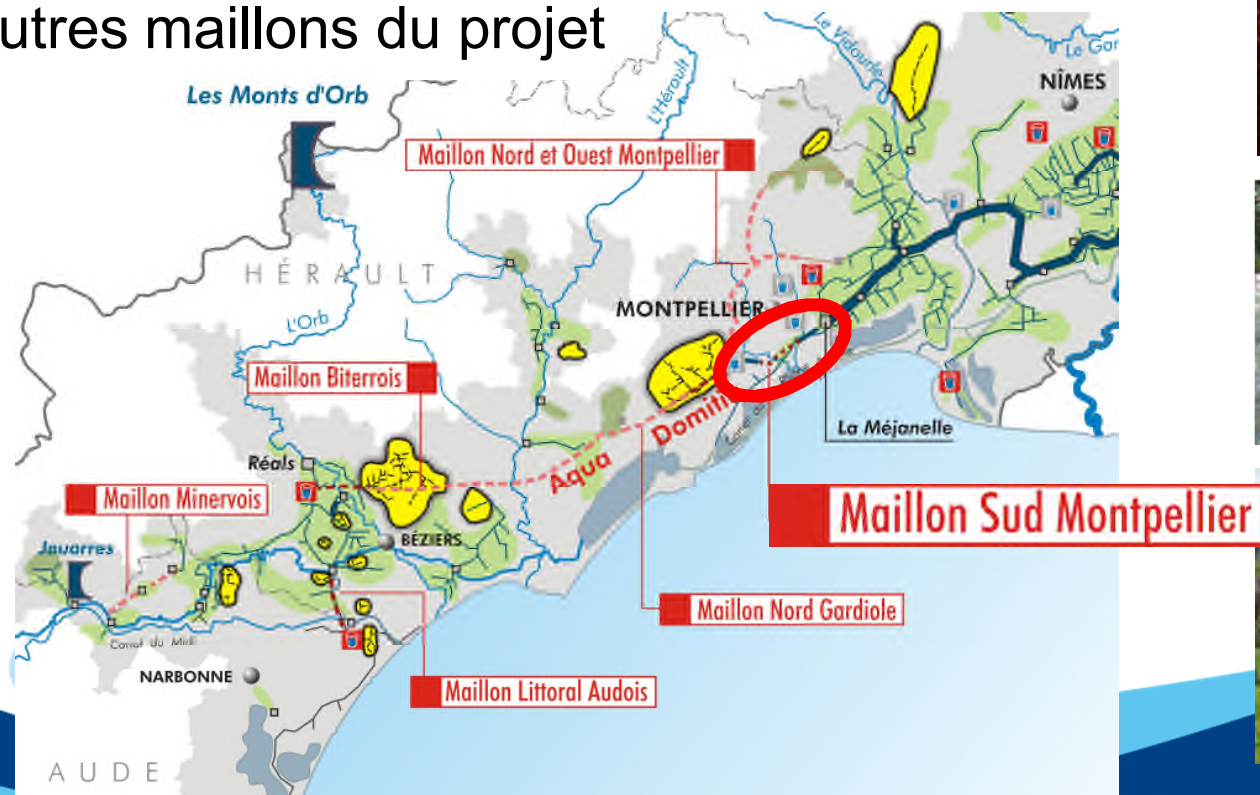 utres maillons du projet
Le Vidourle
Le Gar
NÎMES
Les Monts d'Orb
L'Hérault
Maillon Nord et Ouest Montpellier
HÉRAULT
MONTPELLIER
L'Orb
Maillon Biterrois
Aqua Domiti
La Méjanelle
Réals
Maillon Minervois
Maillon Sud Montpellier
Jouarres
BÉZIERS
Maillon Nord Gardiole
Canal du Midi
NARBONNE
Maillon Littoral Audois
AUDE